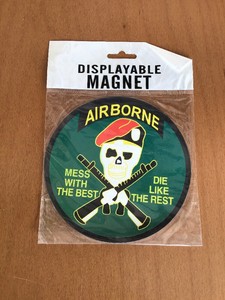 DISPLAYABLE
MAGNET
AIRBORNE
MESS
WITH
THE BEST
DIE
LIKE
THE REST